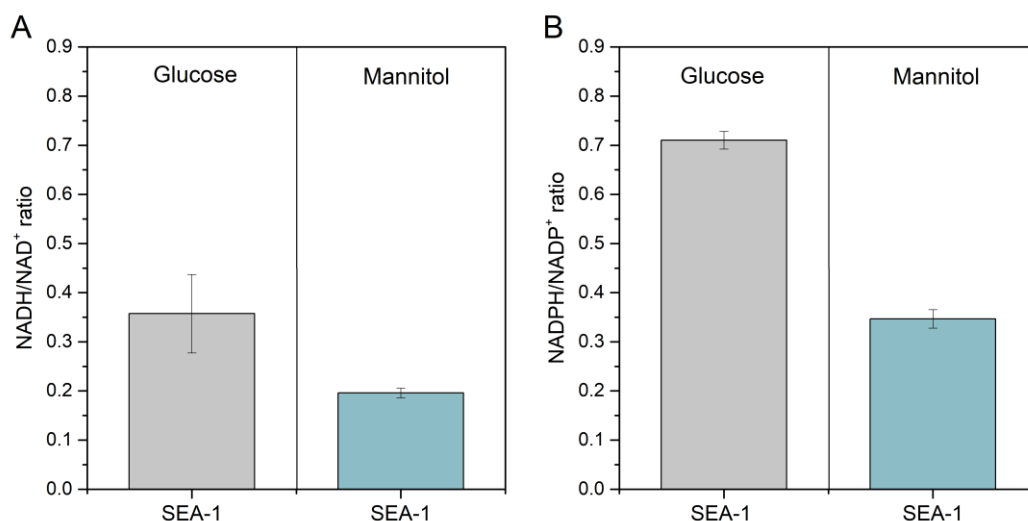 A
NADH/NAD+ ratio
0.9
0.8
0.7
0.6
0.5
0.4
0.3
0.2
0.1
0.0
Glucose
Mannitol
SEA-1
SEA-1
B
NADPH/NADP+ ratio
0.9
0.8
0.7
0.6
0.5
0.4
0.3
0.2
0.1
0.0
Glucose
Mannitol
SEA-1
SEA-1